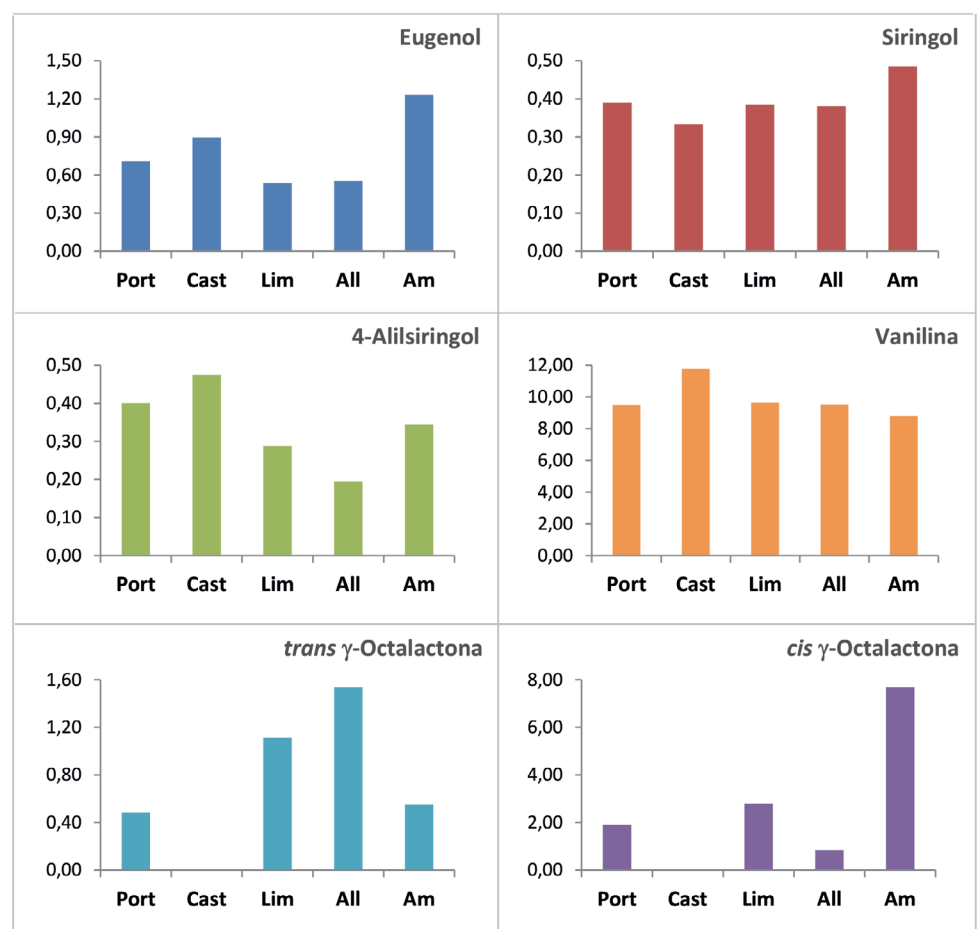 Eugenol
1,50
1,20
0,90
0,60
0,30
0,00
Port Cast Lim All Am
Siringol
0,50
0,40
0,30
0,20
0,10
0,00
Port Cast Lim All Am
4-Alilsiringol
0,50
0,40
0,30
0,20
0,10
0,00
Port Cast Lim All Am
Vanilina
12,00
10,00
8,00
6,00
4,00
2,00
0,00
Port Cast Lim All Am
trans γ-Octalactona
1,60
1,20
0,80
0,40
0,00
Port Cast Lim All Am
cis γ-Octalactona
8,00
6,00
4,00
2,00
0,00
Port Cast Lim All Am